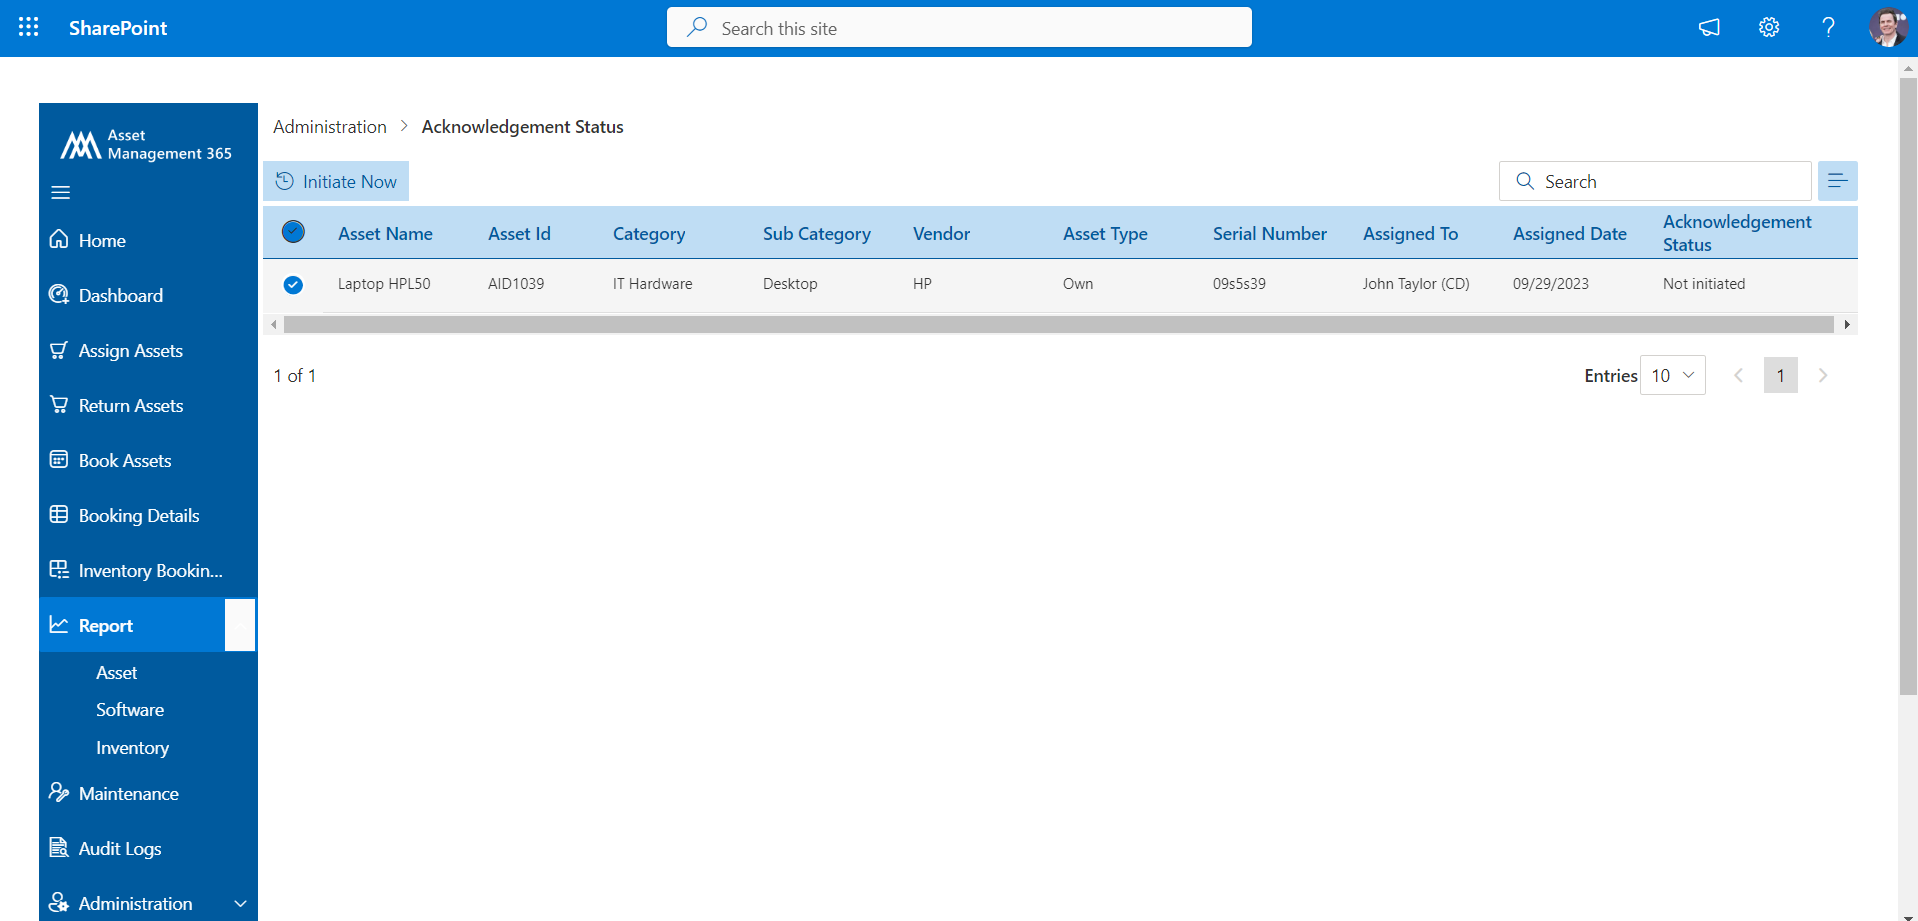 SharePoint
Search this site
Asset
Management 365
Home
Dashboard
Assign Assets
Return Assets
Book Assets
Booking Details
Inventory Bookin...
Report
Asset
Software
Inventory
Maintenance
Audit Logs
Administration
Administration > Acknowledgement Status
Initiate Now
Search
Asset Name Asset Id Category Sub Category Vendor Asset Type Serial Number Assigned To Assigned Date Acknowledgement
Status
Laptop HPL50 AID1039 IT Hardware Desktop HP Own 09s5s39 John Taylor (CD) 09/29/2023 Not initiated
1 of 1
Entries 10 1